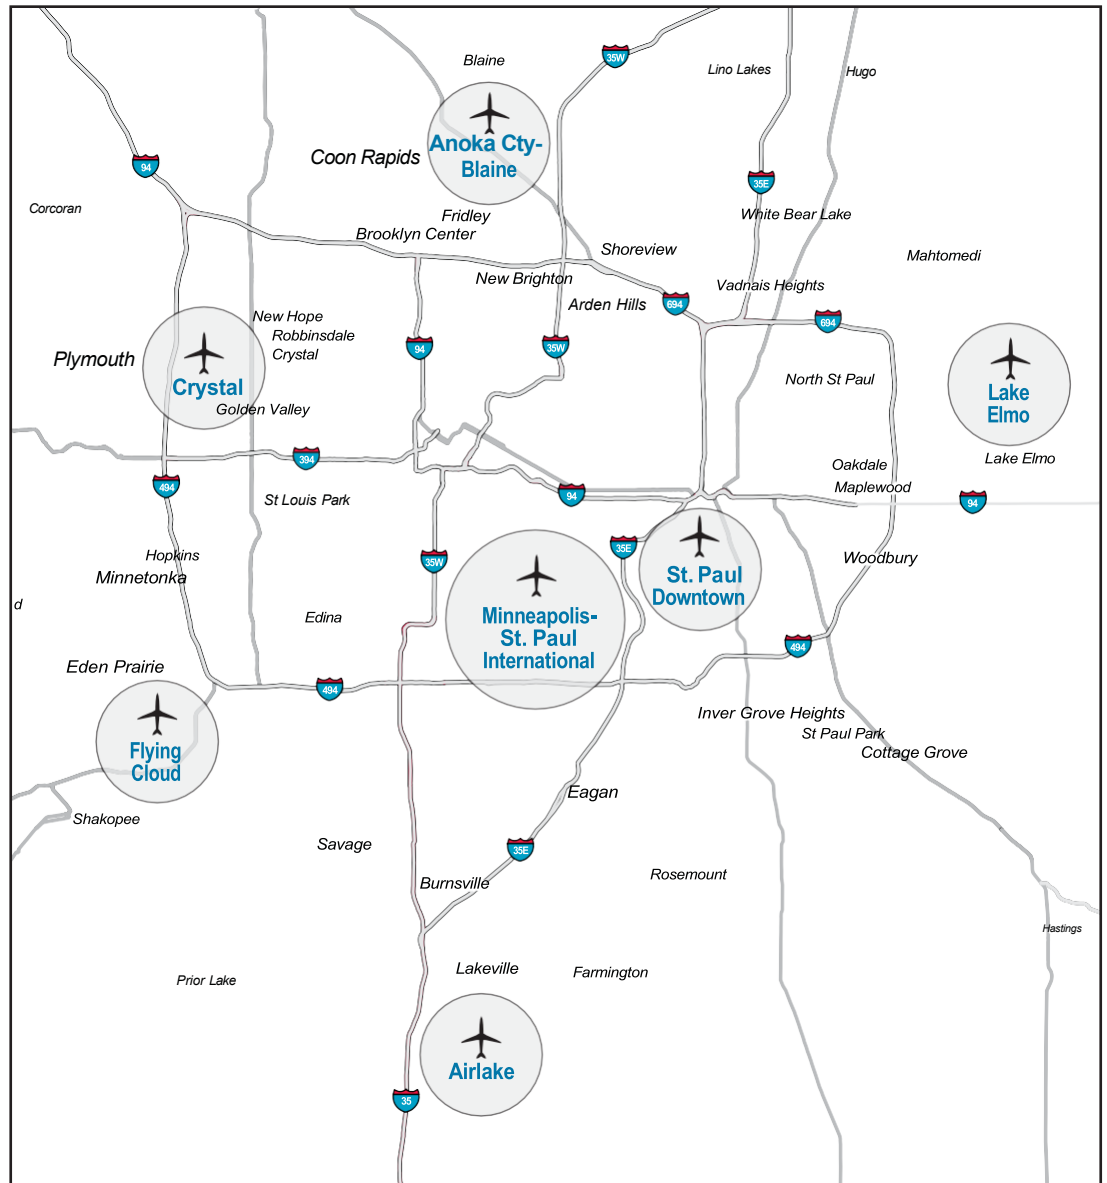 35W
Blaine
Lino Lakes
Hugo
Anoka Cty-
Blaine
Coon Rapids
94
35E
Corcoran
Fridley
White Bear Lake
Brooklyn Center
Shoreview
Mahtomedi
New Brighton
Vadnais Heights
Arden Hills
694
694
New Hope
Robbinsdale
Crystal
94
35W
Plymouth
Crystal
North St Paul
Lake
Elmo
Golden Valley
394
Lake Elmo
Oakdale
Maplewood
494
St Louis Park
94
94
35W
35E
Hopkins
Minnetonka
Woodbury
St. Paul
Downtown
d
Edina
Minneapolis-
St. Paul
International
494
Eden Prairie
494
Inver Grove Heights
St Paul Park
Cottage Grove
Flying
Cloud
Eagan
Shakopee
Savage
35E
Burnsville
Rosemount
Hastings
Lakeville
Farmington
Prior Lake
Airlake
35